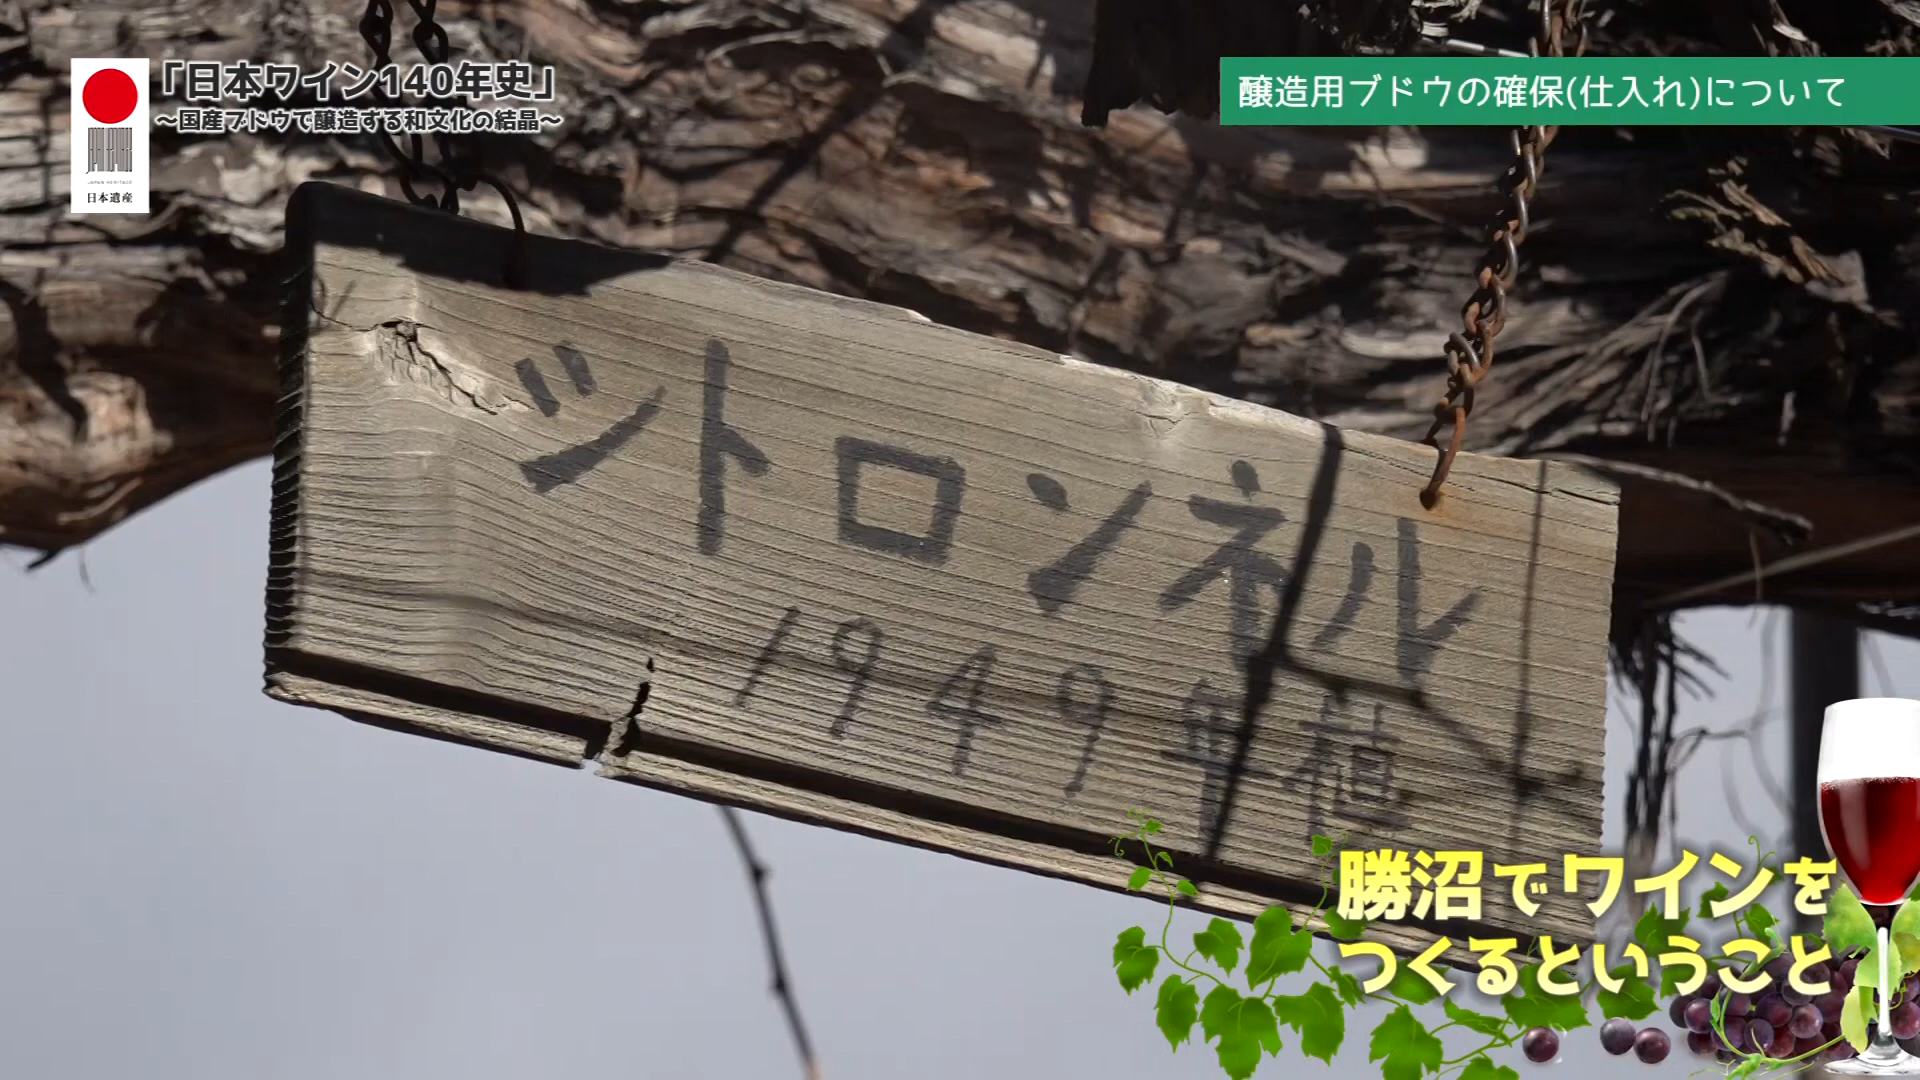 「日本ワイン140年史」
～国産ブドウで醸造する和文化の結晶～
JAPAN HERITAGE
日本遺産
醸造用ブドウの確保(仕入れ)について
シトロンネル
1949年植
勝沼でワインを
つくるということ